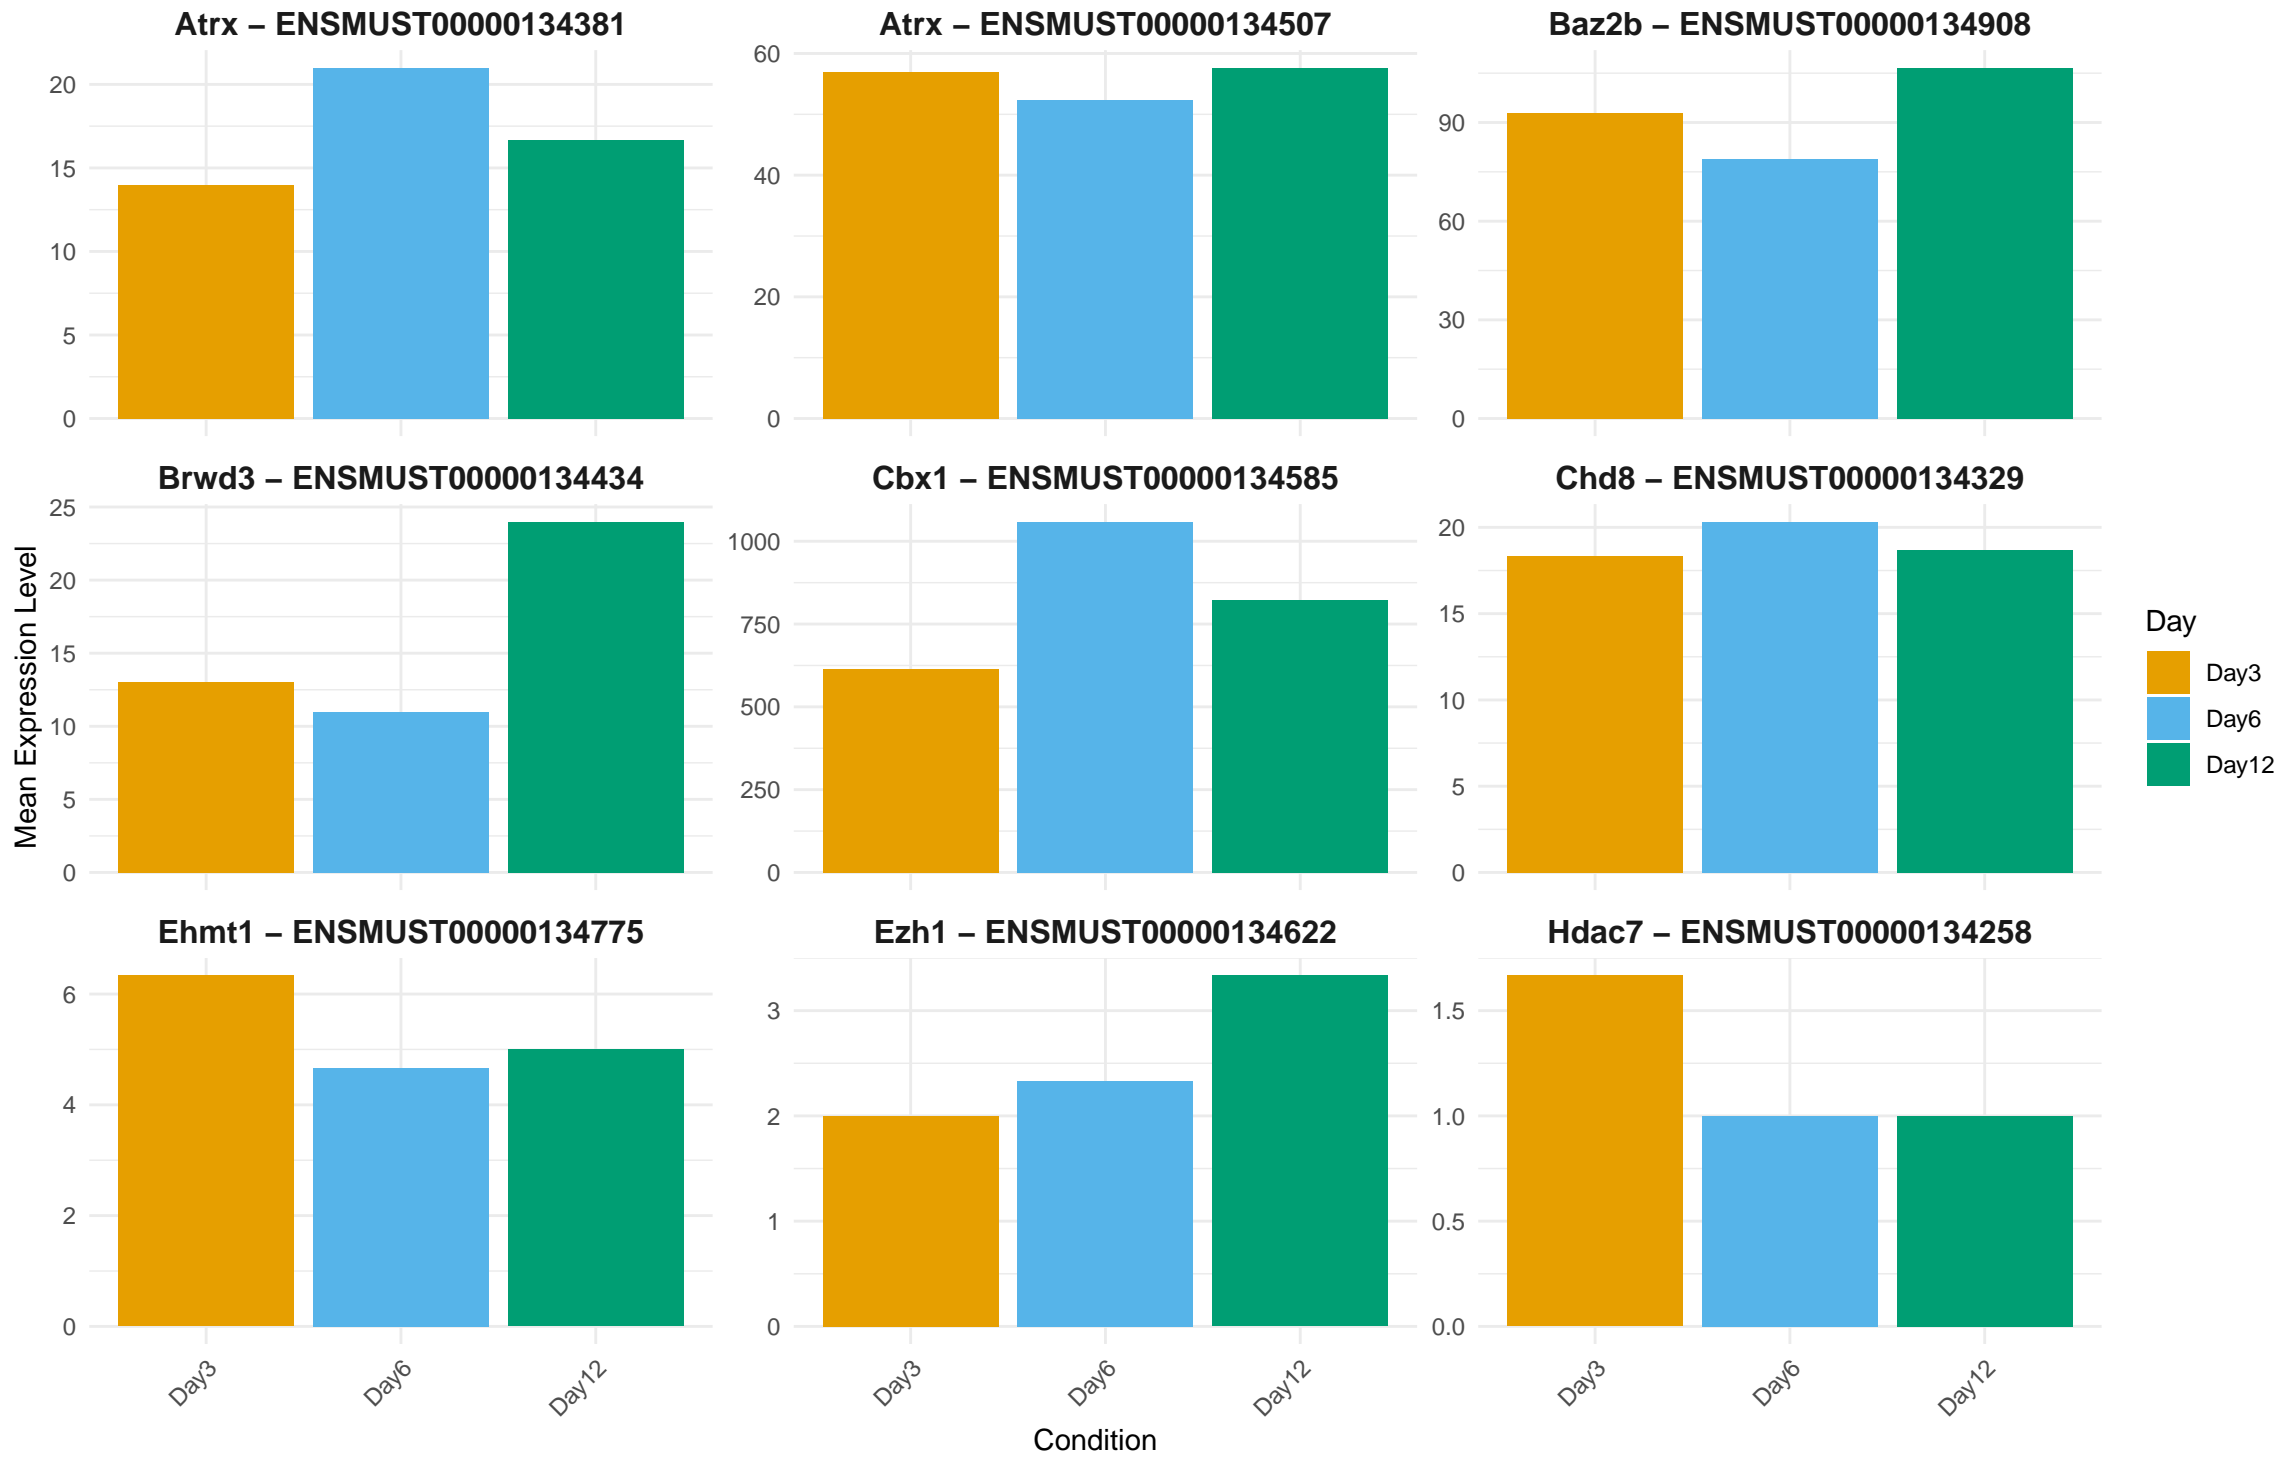 Atrx – ENSMUST00000134381
Atrx – ENSMUST00000134507
Baz2b – ENSMUST00000134908
20
15
10
5
0
60
40
20
0
90
60
30
0
Brwd3 – ENSMUST00000134434
Cbx1 – ENSMUST00000134585
Chd8 – ENSMUST00000134329
25
20
15
10
5
0
1000
750
500
250
0
20
15
10
5
0
Ehmt1 – ENSMUST00000134775
Ezh1 – ENSMUST00000134622
Hdac7 – ENSMUST00000134258
6
4
2
0
3
2
1
0
1.5
1.0
0.5
0.0
Day3
Day6
Day12
Day3
Day6
Day12
Day3
Day6
Day12
Condition
Mean Expression Level
Day
Day3
Day6
Day12